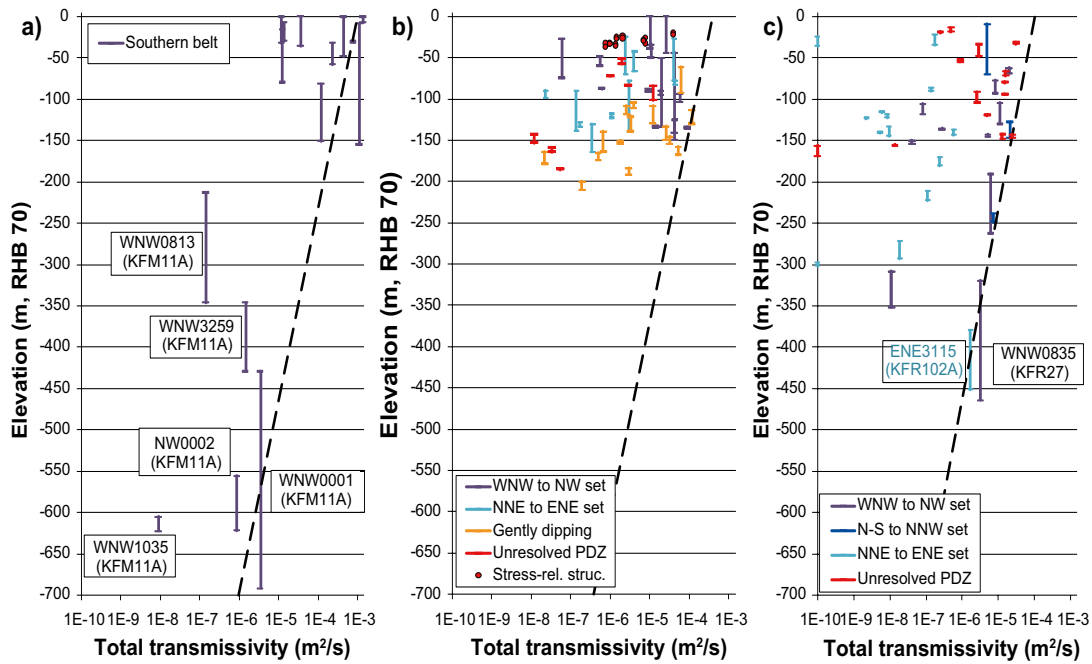 a)
Elevation (m, RHB 70)
0
-50
-100
-150
-200
-250
-300
-350
-400
-450
-500
-550
-600
-650
-700
Southern belt
WNW0813
(KFM11A)
WNW3259
(KFM11A)
NW0002
(KFM11A)
WNW0001
(KFM11A)
WNW1035
(KFM11A)
1E-10 1E-9 1E-8 1E-7 1E-6 1E-5 1E-4 1E-3
Total transmissivity (m²/s)
b)
Elevation (m, RHB 70)
0
-50
-100
-150
-200
-250
-300
-350
-400
-450
-500
-550
-600
-650
-700
WNW to NW set
NNE to ENE set
Gently dipping
Unresolved PDZ
Stress-rel. struc.
1E-10 1E-9 1E-8 1E-7 1E-6 1E-5 1E-4 1E-3
Total transmissivity (m²/s)
c)
Elevation (m, RHB 70)
0
-50
-100
-150
-200
-250
-300
-350
-400
-450
-500
-550
-600
-650
-700
ENE3115
(KFR102A)
WNW0835
(KFR27)
WNW to NW set
N-S to NNW set
NNE to ENE set
Unresolved PDZ
1E-10 1E-9 1E-8 1E-7 1E-6 1E-5 1E-4 1E-3
Total transmissivity (m²/s)